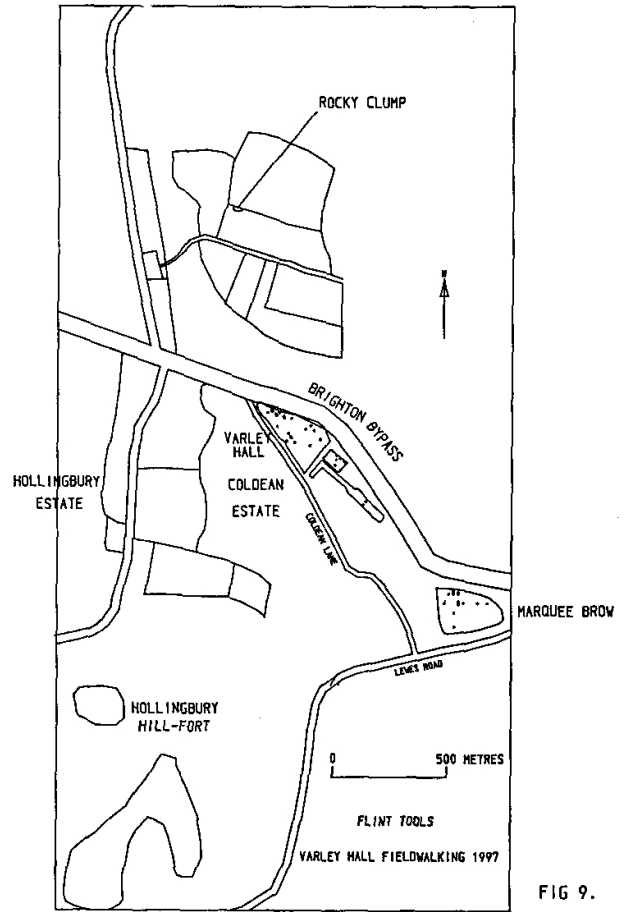 ROCKY CLUMP
N
BRIGHTON BYPASS
VARLEY
HALL
HOLLINGBURY
ESTATE
COLDEAN
ESTATE
COLDEAN LANE
MARQUEE BROW
LEWES ROAD
HOLLINGBURY
HILL-FORT
0 500 METRES
FLINT TOOLS
VARLEY HALL FIELDWALKING 1997
FIG 9.